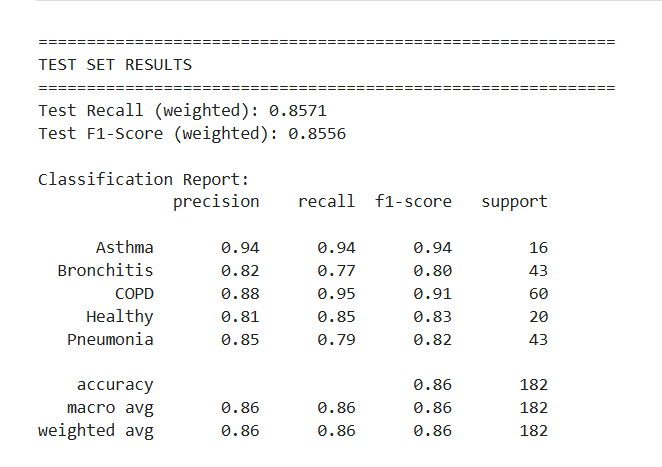 ============================================================
TEST SET RESULTS
============================================================
Test Recall (weighted): 0.8571
Test F1-Score (weighted): 0.8556
Classification Report:
precision recall f1-score support
Asthma 0.94 0.94 0.94 16
Bronchitis 0.82 0.77 0.80 43
COPD 0.88 0.95 0.91 60
Healthy 0.81 0.85 0.83 20
Pneumonia 0.85 0.79 0.82 43
accuracy 0.86 182
macro avg 0.86 0.86 0.86 182
weighted avg 0.86 0.86 0.86 182